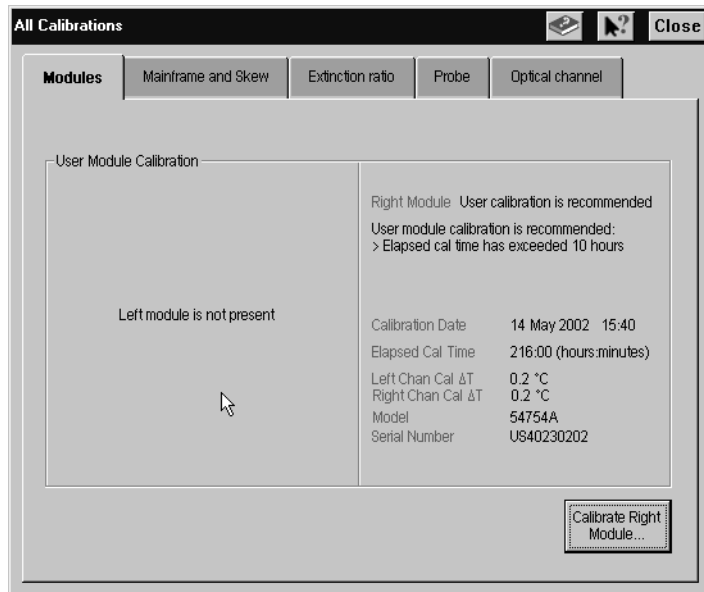 All Calibrations
?
Close
Modules
Mainframe and Skew
Extinction ratio
Probe
Optical channel
User Module Calibration
Left module is not present
Right Module User calibration is recommended
User module calibration is recommended:
> Elapsed cal time has exceeded 10 hours
Calibration Date 14 May 2002 15:40
Elapsed Cal Time 216:00 (hours:minutes)
Left Chan Cal ΔT 0.2 °C
Right Chan Cal ΔT 0.2 °C
Model 54754A
Serial Number US40230202
Calibrate Right
Module...